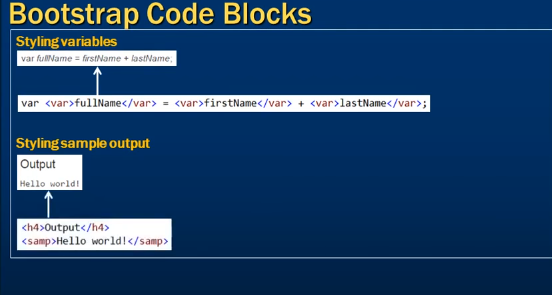 Bootstrap Code Blocks
Styling variables
var fullName = firstName + lastName;
var <var>fullName</var> = <var>firstName</var> + <var>lastName</var>;
Styling sample output
Output
Hello world!
<h4>Output</h4>
<samp>Hello world!</samp>